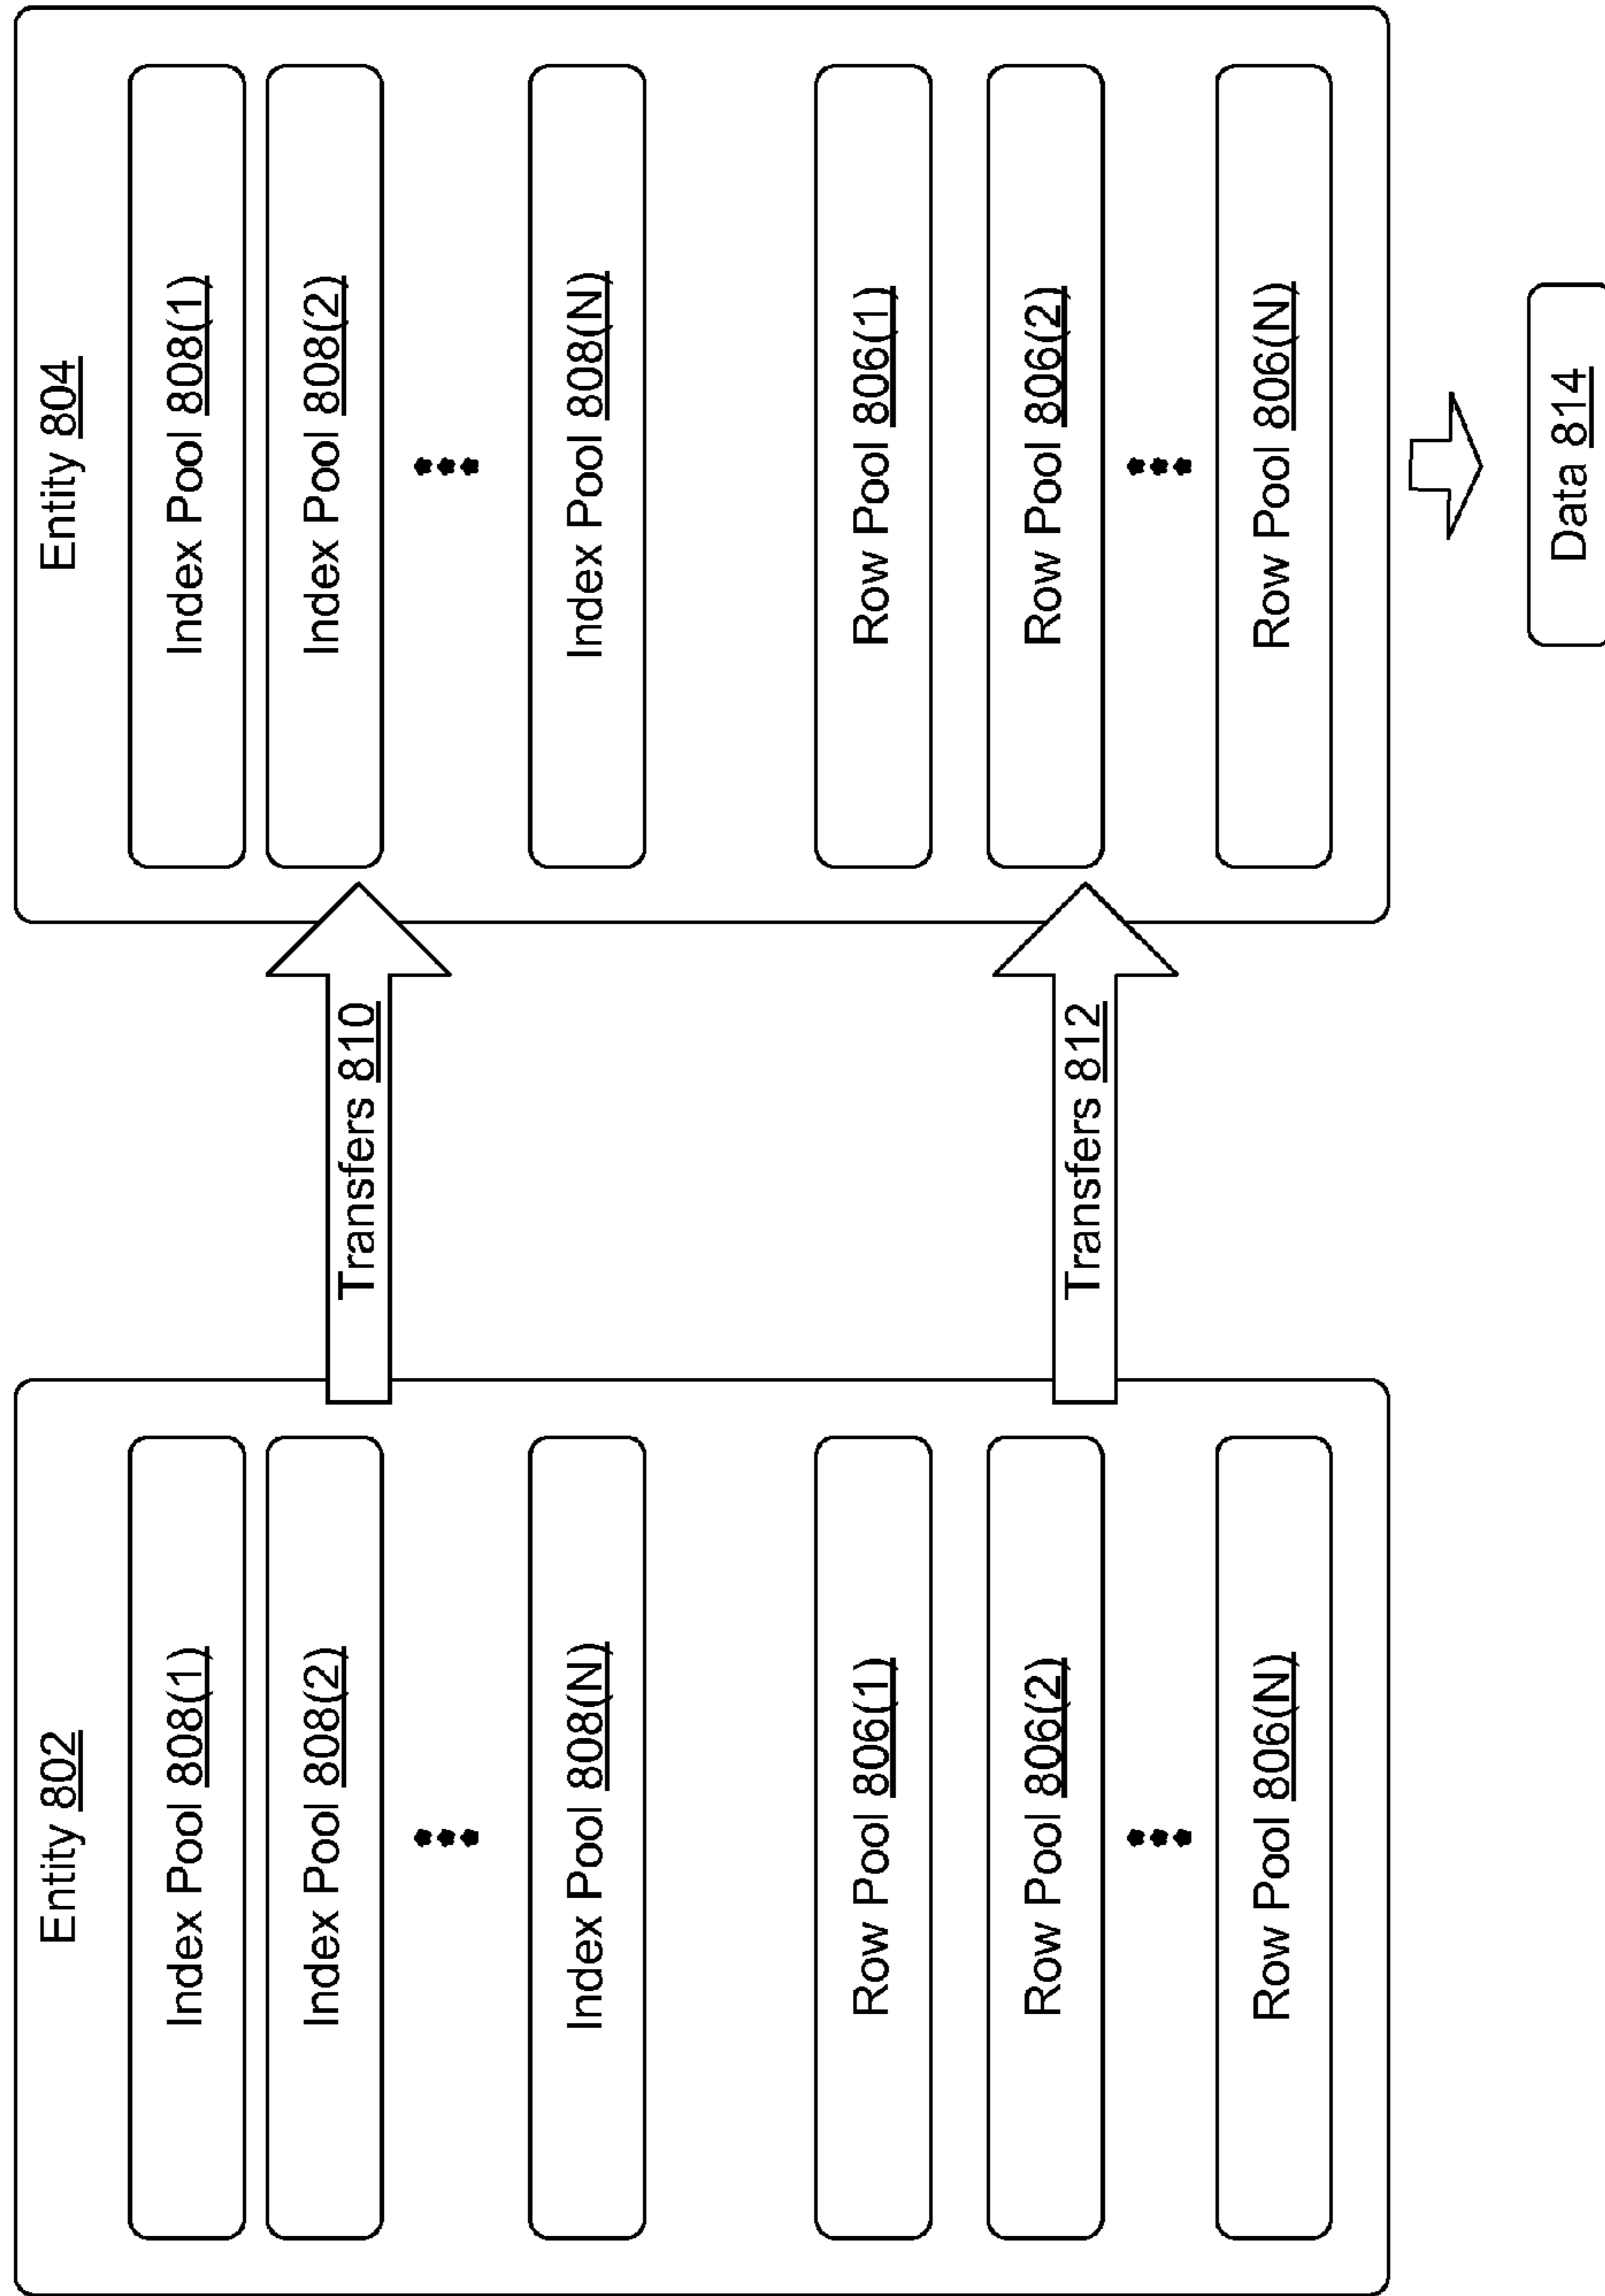 Entity 802
Index Pool 808(1)
Index Pool 808(2)
Index Pool 808(N)
Row Pool 806(1)
Row Pool 806(2)
Row Pool 806(N)
Transfers 810
Transfers 812
Entity 804
Index Pool 808(1)
Index Pool 808(2)
Index Pool 808(N)
Row Pool 806(1)
Row Pool 806(2)
Row Pool 806(N)
Data 814